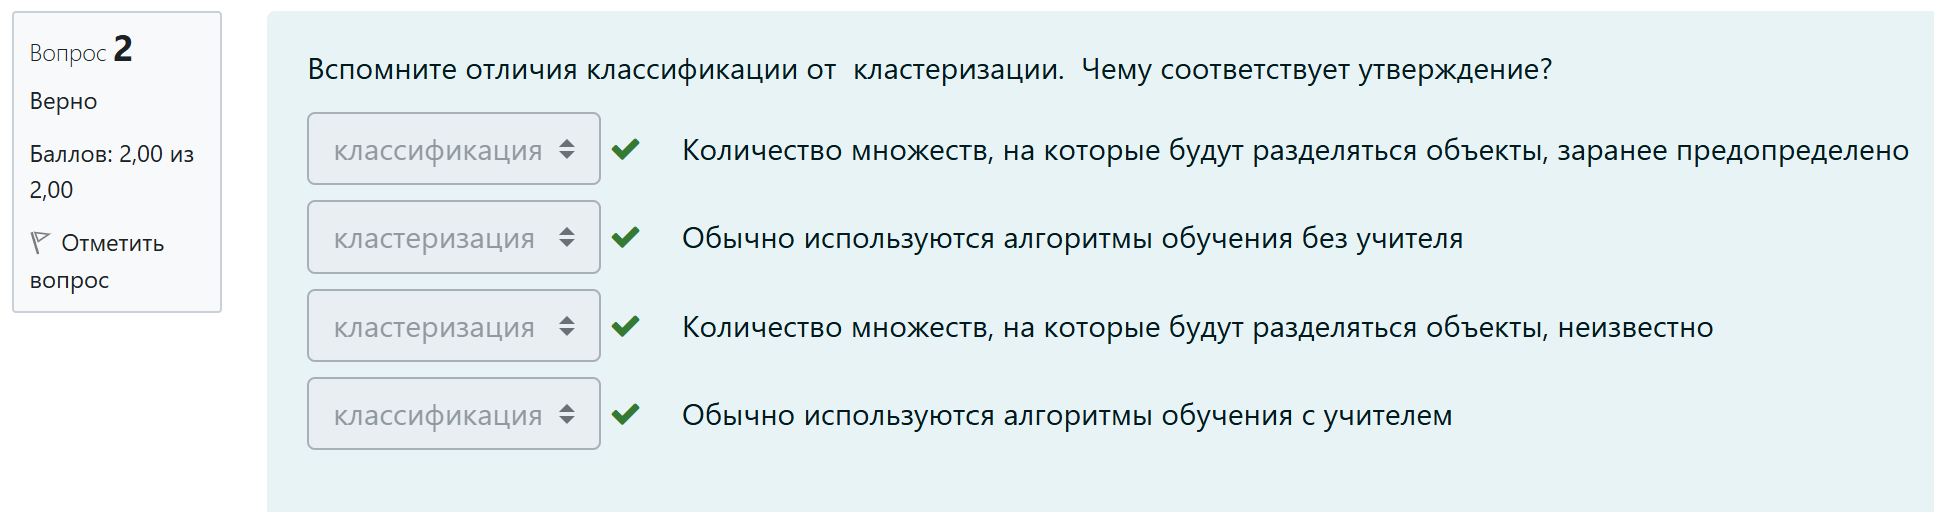 Вопрос 2
Верно
Баллов: 2,00 из
2,00
Отметить
вопрос
Вспомните отличия классификации от кластеризации. Чему соответствует утверждение?
классификация Количество множеств, на которые будут разделяться объекты, заранее предопределено
кластеризация Обычно используются алгоритмы обучения без учителя
кластеризация Количество множеств, на которые будут разделяться объекты, неизвестно
классификация Обычно используются алгоритмы обучения с учителем